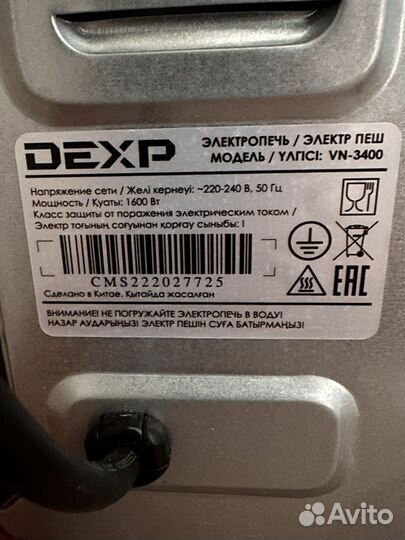 DEXP
ЭЛЕКТРОПЕЧЬ / ЭЛЕКТР ПЕШ
МОДЕЛЬ / ҮЛГІСІ: VN-3400
Напряжение сети / Желі кернеуі: ~220-240 В, 50 Гц
Мощность / Қуаты: 1600 Вт
Класс защиты от поражения электрическим током /
Электр тоғының соғуынан қорғау сыныбы: I
CMS222027725
Сделано в Китае. Қытайда жасалған
EAC
ВНИМАНИЕ! НЕ ПОГРУЖАЙТЕ ЭЛЕКТРОПЕЧЬ В ВОДУ!
НАЗАР АУДАРЫҢЫЗ! ЭЛЕКТР ПЕШІН СУҒА БАТЫРМАҢЫЗ!
Avito